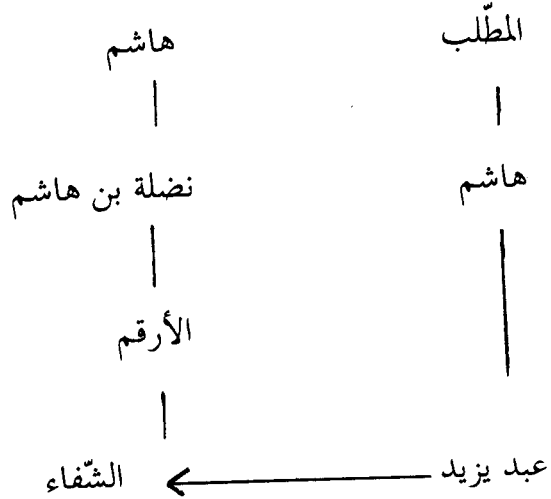 المطّلب هاشم
هاشم نضلة بن هاشم
الأرقم
عبد يزيد الشّفاء